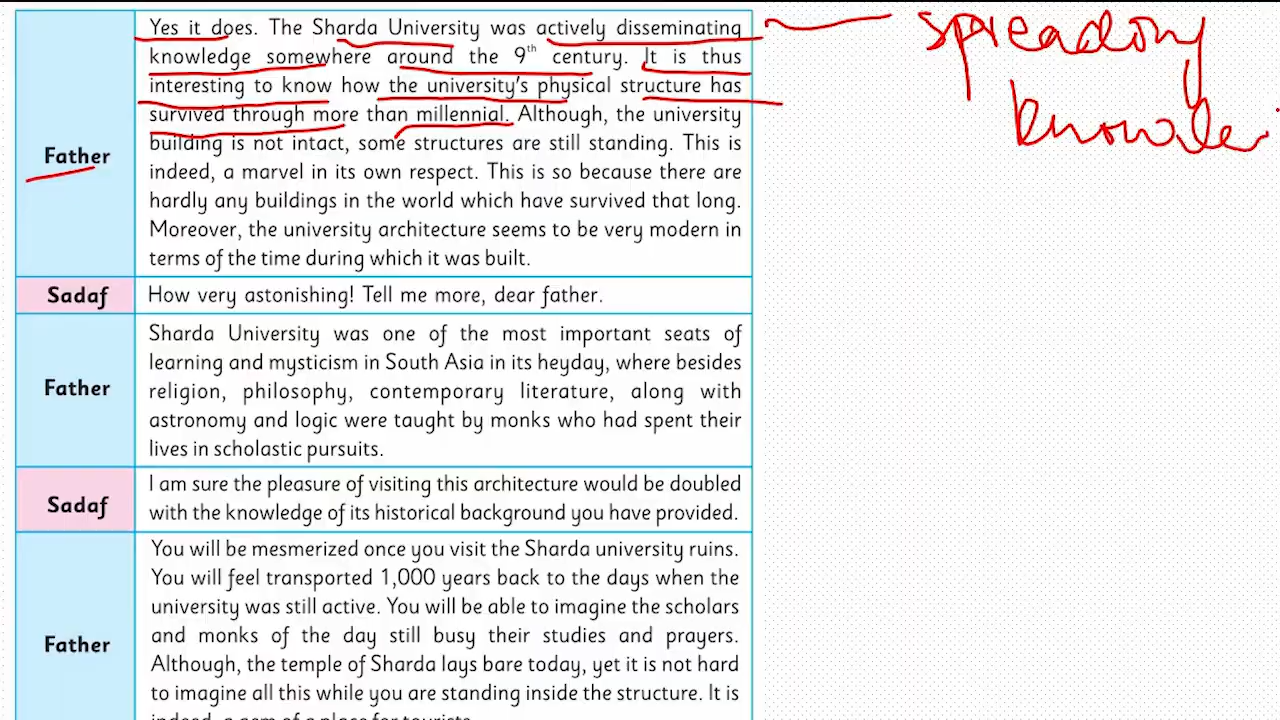 Yes it does. The Sharda University was actively disseminating
knowledge somewhere around the 9th century. It is thus
interesting to know how the university's physical structure has
survived through more than millennial. Although, the university
building is not intact, some structures are still standing. This is
Father
indeed, a marvel in its own respect. This is so because there are
hardly any buildings in the world which have survived that long.
Moreover, the university architecture seems to be very modern in
terms of the time during which it was built.
spreading
knowle
Sadaf
How very astonishing! Tell me more, dear father.
Sharda University was one of the most important seats of
learning and mysticism in South Asia in its heyday, where besides
Father
religion, philosophy, contemporary literature, along with
astronomy and logic were taught by monks who had spent their
lives in scholastic pursuits.
Sadaf
I am sure the pleasure of visiting this architecture would be doubled
with the knowledge of its historical background you have provided.
You will be mesmerized once you visit the Sharda university ruins.
You will feel transported 1,000 years back to the days when the
university was still active. You will be able to imagine the scholars
and monks of the day still busy their studies and prayers.
Father
Although, the temple of Sharda lays bare today, yet it is not hard
to imagine all this while you are standing inside the structure. It is
indeed, a gem of a place for tourists.